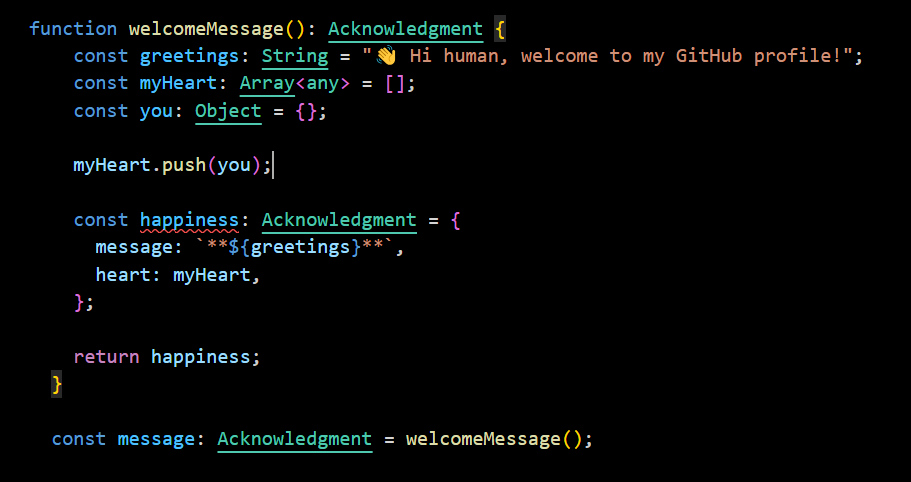 function welcomeMessage(): Acknowledgment {
    const greetings: String = "👋 Hi human, welcome to my GitHub profile!";
    const myHeart: Array<any> = [];
    const you: Object = {};

    myHeart.push(you);

    const happiness: Acknowledgment = {
      message: `**${greetings}**`,
      heart: myHeart,
    };

    return happiness;
  }

  const message: Acknowledgment = welcomeMessage();